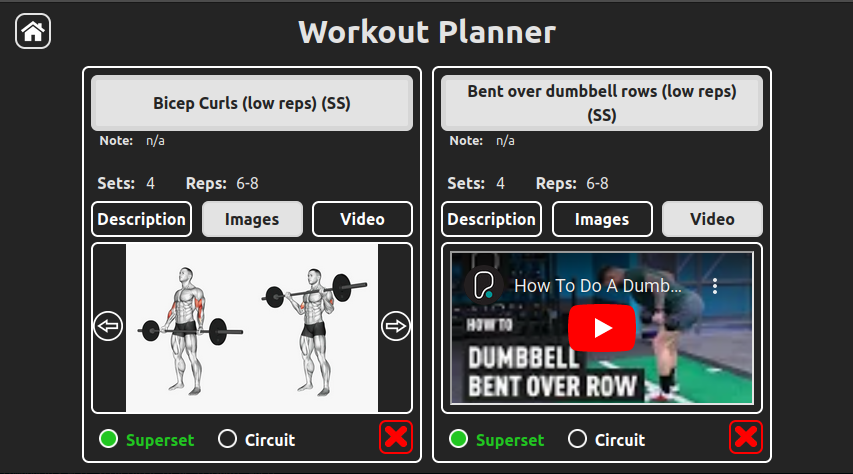 Workout Planner
Bicep Curls (low reps) (SS)
Note: n/a
Sets: 4 Reps: 6-8
Description Images Video
Superset Circuit
Bent over dumbbell rows (low reps)
(SS)
Note: n/a
Sets: 4 Reps: 6-8
Description Images Video
How To Do A Dumb...
HOW TO
DUMBBELL
BENT OVER ROW
Superset Circuit